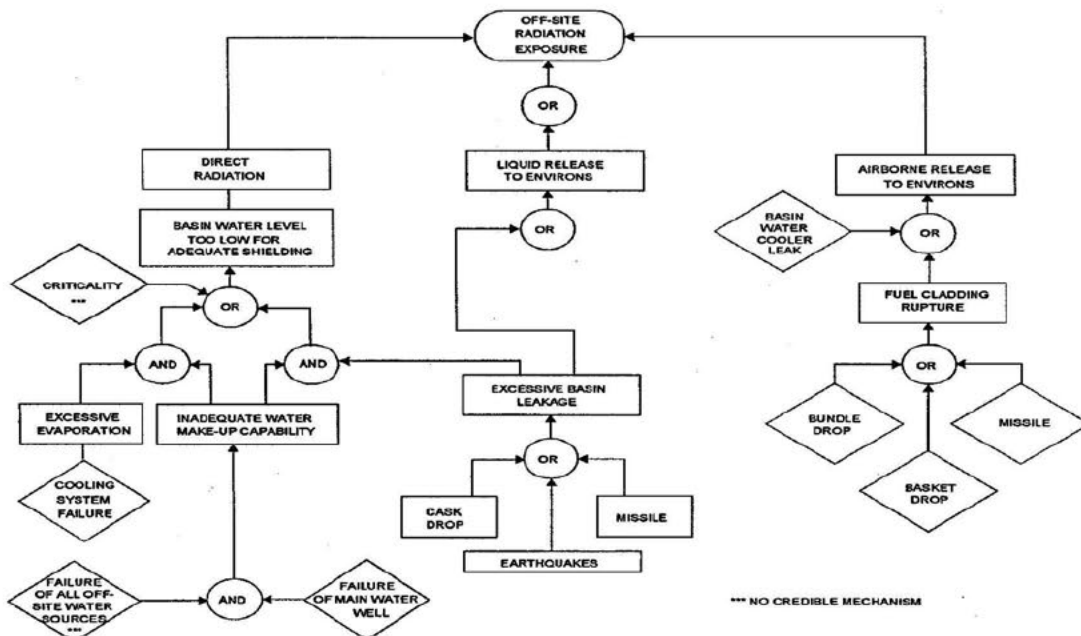 OFF-SITE
RADIATION
EXPOSURE
OR
DIRECT
RADIATION
LIQUID RELEASE
TO ENVIRONS
AIRBORNE RELEASE
TO ENVIRONS
BASIN WATER LEVEL
TOO LOW FOR
ADEQUATE SHIELDING
OR
BASIN
WATER
COOLER
LEAK
OR
CRITICALITY
***
OR
FUEL CLADDING
RUPTURE
AND
AND
OR
EXCESSIVE BASIN
LEAKAGE
EXCESSIVE
EVAPORATION
INADEQUATE WATER
MAKE-UP CAPABILITY
BUNDLE
DROP
MISSILE
OR
COOLING
SYSTEM
FAILURE
BASKET
DROP
CASK
DROP
MISSILE
EARTHQUAKES
FAILURE
OF ALL OFF-
SITE WATER
SOURCES
***
AND
FAILURE
OF MAIN WATER
WELL
*** NO CREDIBLE MECHANISM